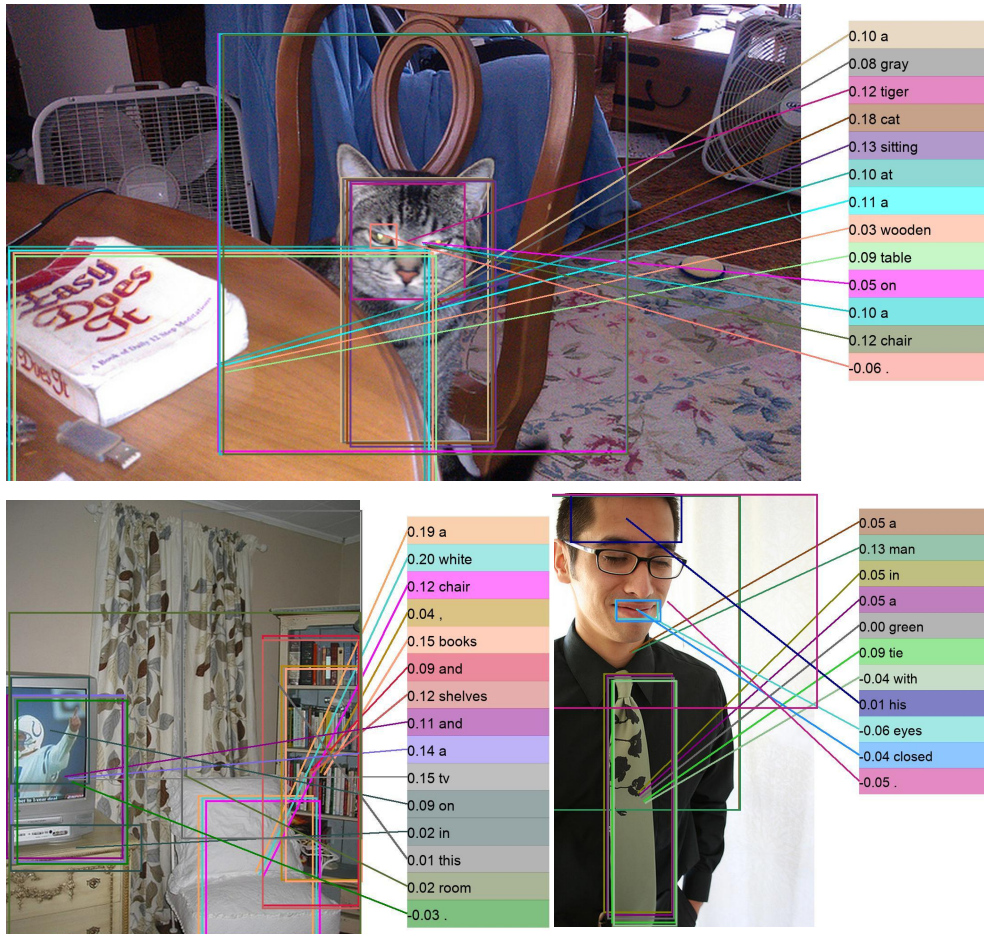 0.10 a
0.08 gray
0.12 tiger
0.18 cat
0.13 sitting
0.10 at
0.11 a
0.03 wooden
0.09 table
0.05 on
0.10 a
0.12 chair
-0.06 .
Easy
Does
It
A Book of Daily 12 Step Meditations
Does It
0.19 a
0.20 white
0.12 chair
0.04 ,
0.15 books
0.09 and
0.12 shelves
0.11 and
0.14 a
0.15 tv
0.09 on
0.02 in
0.01 this
0.02 room
-0.03 .
0.05 a
0.13 man
0.05 in
0.05 a
0.00 green
0.09 tie
-0.04 with
0.01 his
-0.06 eyes
-0.04 closed
-0.05 .